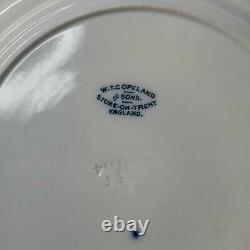 W.T.COPELAND
& SONS.
STOKE-ON-TRENT
ENGLAND.